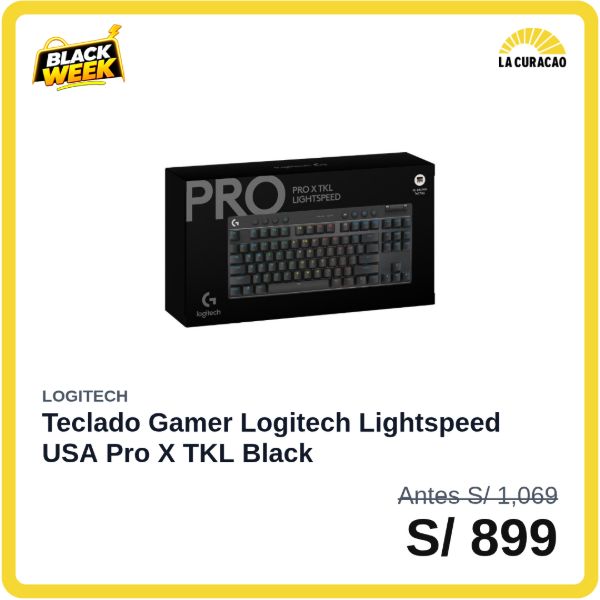 BLACK
WEEK
LA CURACAO
PRO
PRO X TKL
LIGHTSPEED
G
logitech
LOGITECH
Teclado Gamer Logitech Lightspeed
USA Pro X TKL Black
Antes S/ 1,069
S/ 899